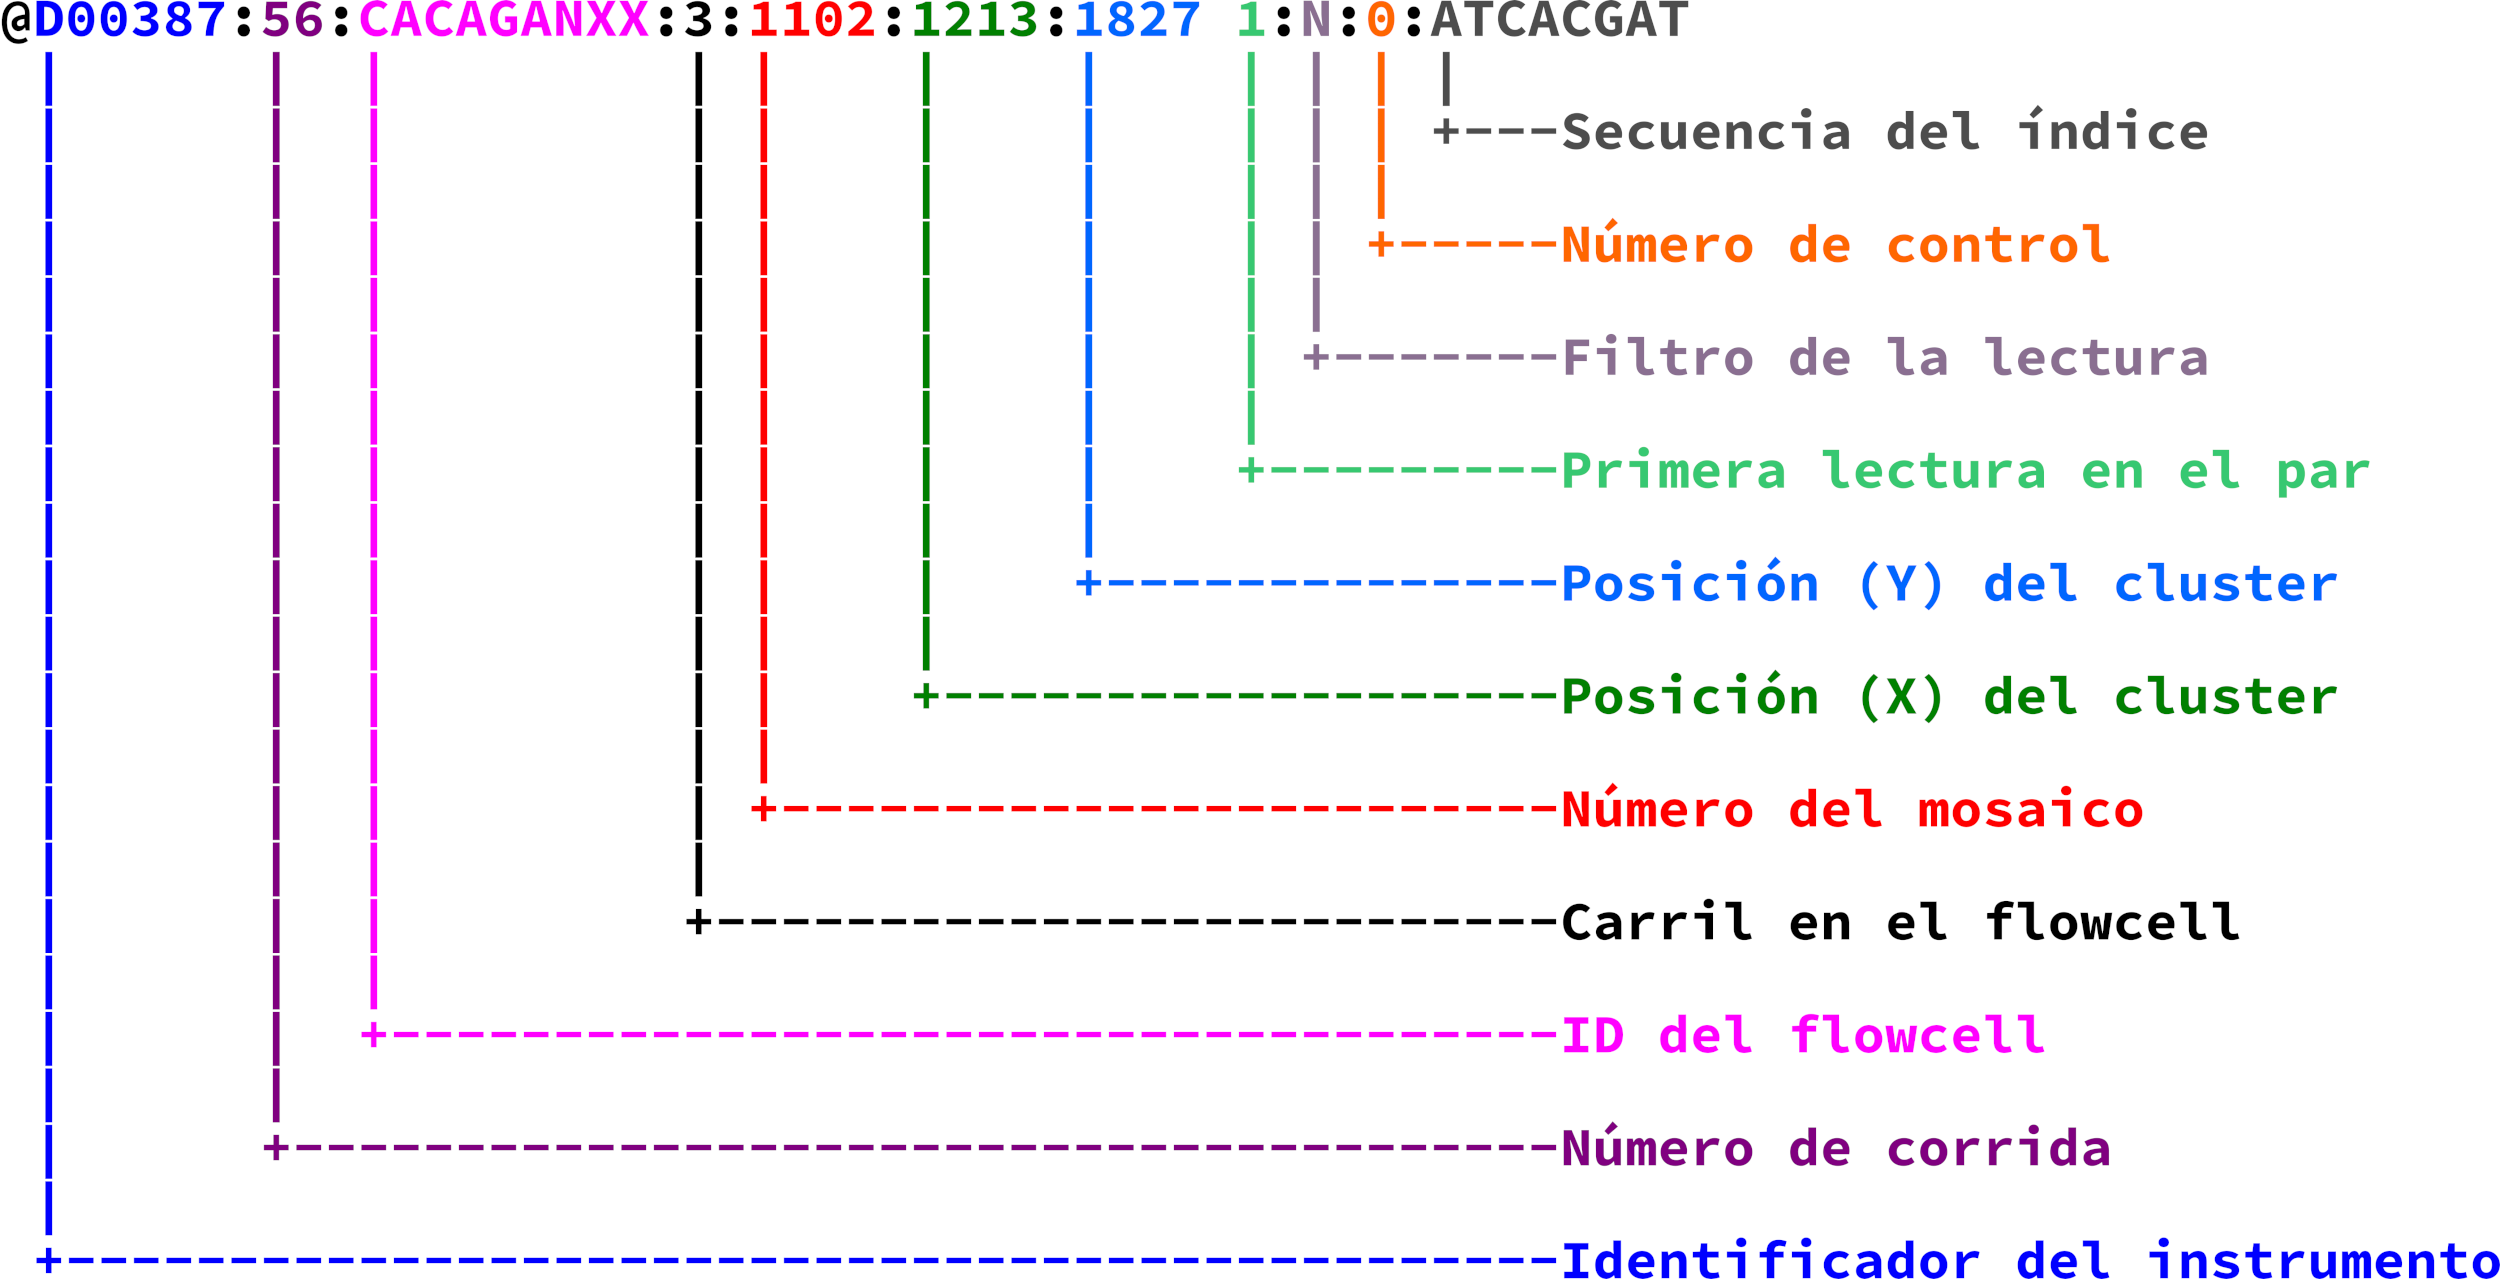 @D00387:56:CACAGANXXX:3:1102:1213:1827 1:N:0:ATCACGAT
Secuencia del índice
Número de control
Filtro de la lectura
Primera lectura en el par
Posición (Y) del cluster
Posición (X) del cluster
Número del mosaico
Carril en el flowcell
ID del flowcell
Número de corrida
Identificador del instrumento